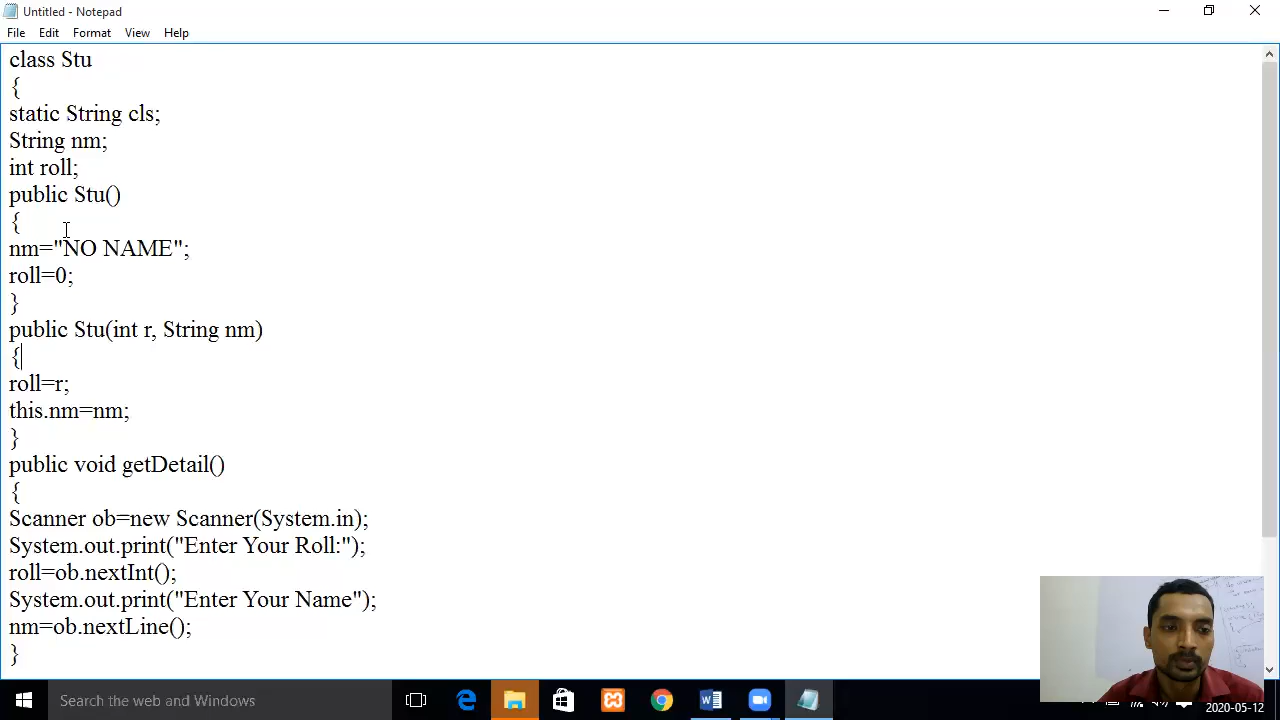 Untitled - Notepad
File Edit Format View Help
class Stu
{
static String cls;
String nm;
int roll;
public Stu()
{
nm="NO NAME";
roll=0;
}
public Stu(int r, String nm)
{
roll=r;
this.nm=nm;
}
public void getDetail()
{
Scanner ob=new Scanner(System.in);
System.out.print("Enter Your Roll:");
roll=ob.nextInt();
System.out.print("Enter Your Name");
nm=ob.nextLine();
}
Search the web and Windows
2020-05-12